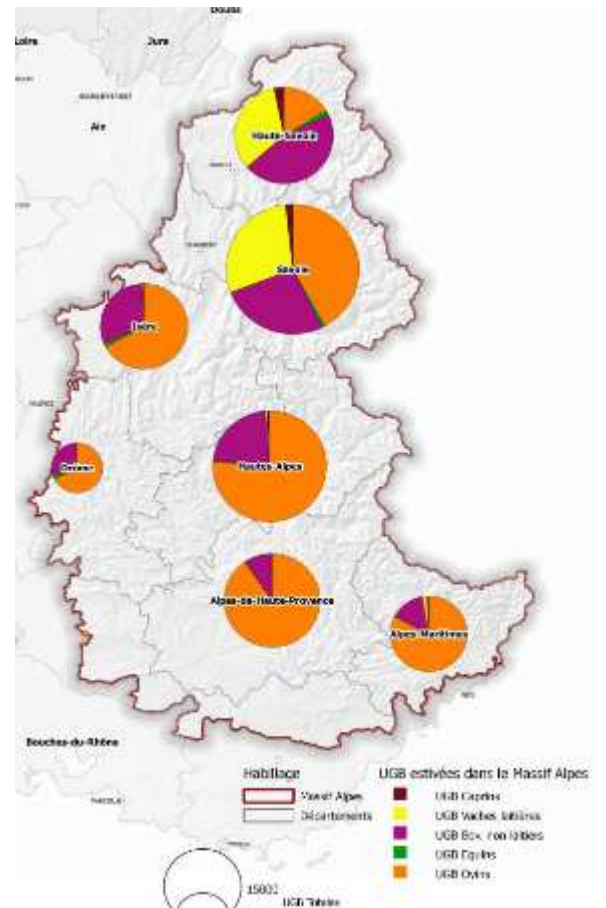 Doubs
Loire
Jura
Ain
Haute-Savoie
Savoie
Isère
Drôme
Hautes-Alpes
Alpes-de-Haute-Provence
Alpes-Maritimes
Bouches-du-Rhône
Habillage
Massif Alpes
Départements
UGB estivées dans le Massif Alpes
UGB Caprins
UGB Vaches laitières
UGB Bov. non laitiers
UGB Equins
UGB Ovins
15000
UGB Totales